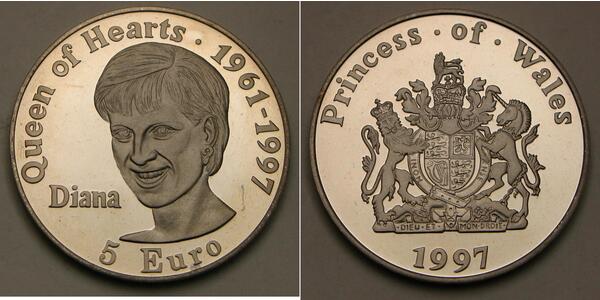 Queen of Hearts · 1961-1997
Diana
5 Euro
Princess · of · Wales
·DIEU·ET·MON·DROIT·
1997